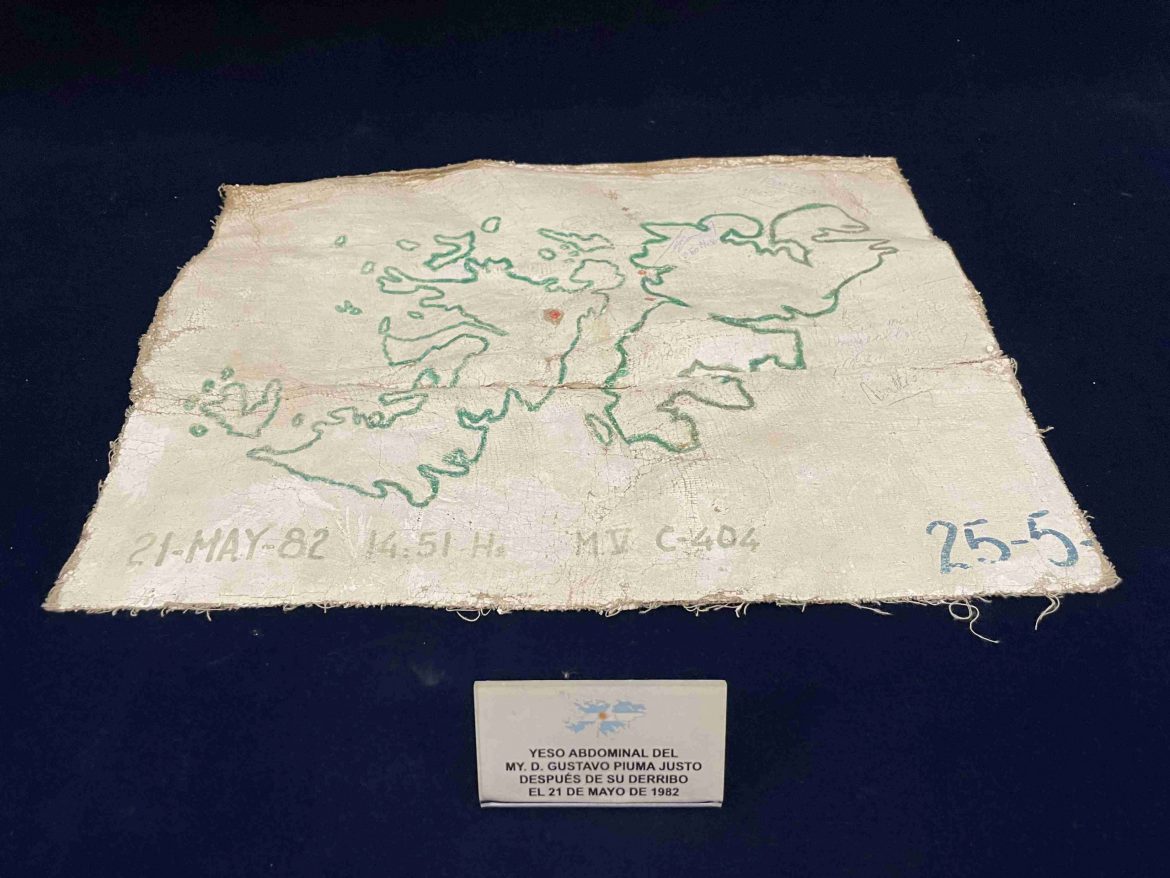 21-MAY-82 14:51 Hs M V C-404
25-5-
YESO ABDOMINAL DEL
MY. D. GUSTAVO PIUMA JUSTO
DESPUÉS DE SU DERRIBO
EL 21 DE MAYO DE 1982